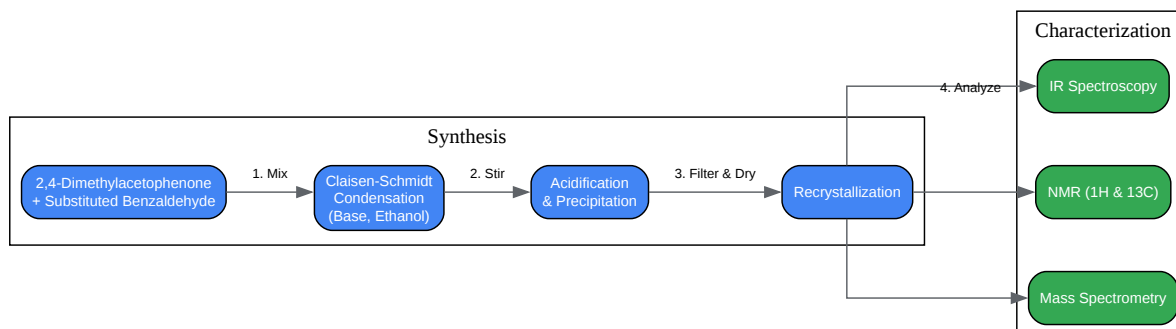 Characterization
IR Spectroscopy
4. Analyze
Synthesis
2,4-Dimethylacetophenone
+ Substituted Benzaldehyde
1. Mix
Claisen-Schmidt
Condensation
(Base, Ethanol)
2. Stir
Acidification
& Precipitation
3. Filter & Dry
Recrystallization
NMR (1H & 13C)
Mass Spectrometry